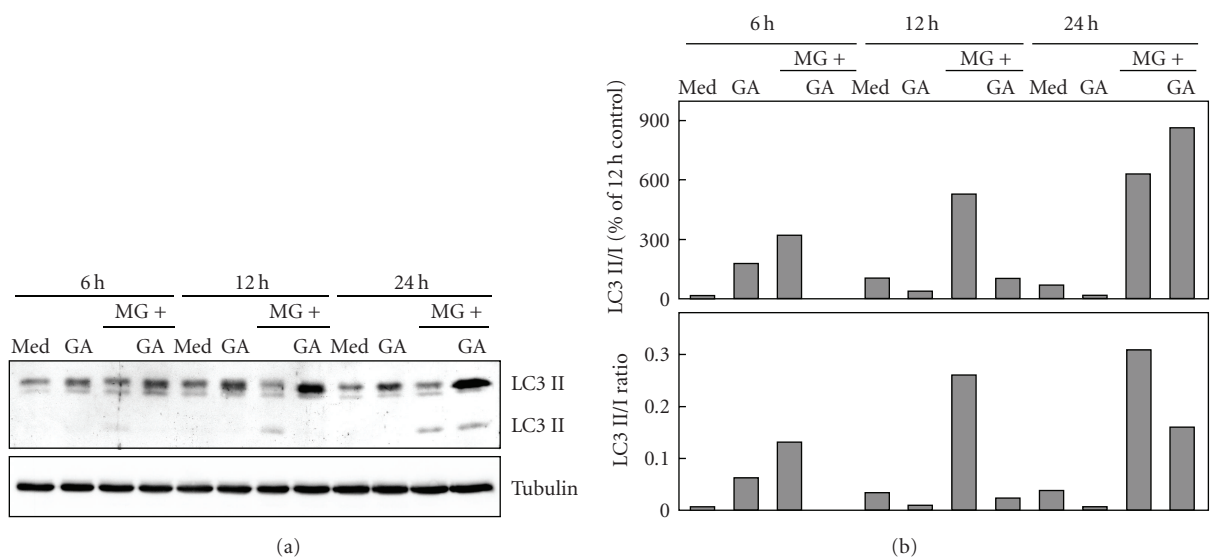 6 h 12 h 24 h
MG + MG + MG +
Med GA GA Med GA GA Med GA GA
LC3 II
LC3 II
Tubulin
(a)
6 h 12 h 24 h
MG + MG + MG +
Med GA GA Med GA GA Med GA GA
LC3 II/I (% of 12 h control)
900
600
300
0
LC3 II/I ratio
0.3
0.2
0.1
0
(b)